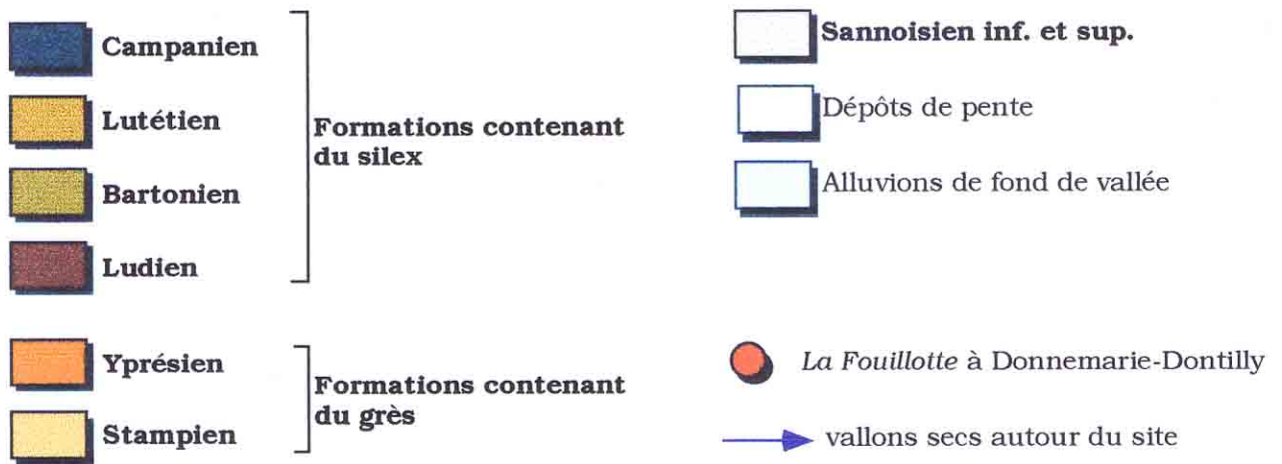 Campanien
Lutétien
Bartonien
Ludien
Formations contenant
du silex
Yprésien
Stampien
Formations contenant
du grès
Sannoisien inf. et sup.
Dépôts de pente
Alluvions de fond de vallée
La Fouillotte à Donnemarie-Dontilly
vallons secs autour du site